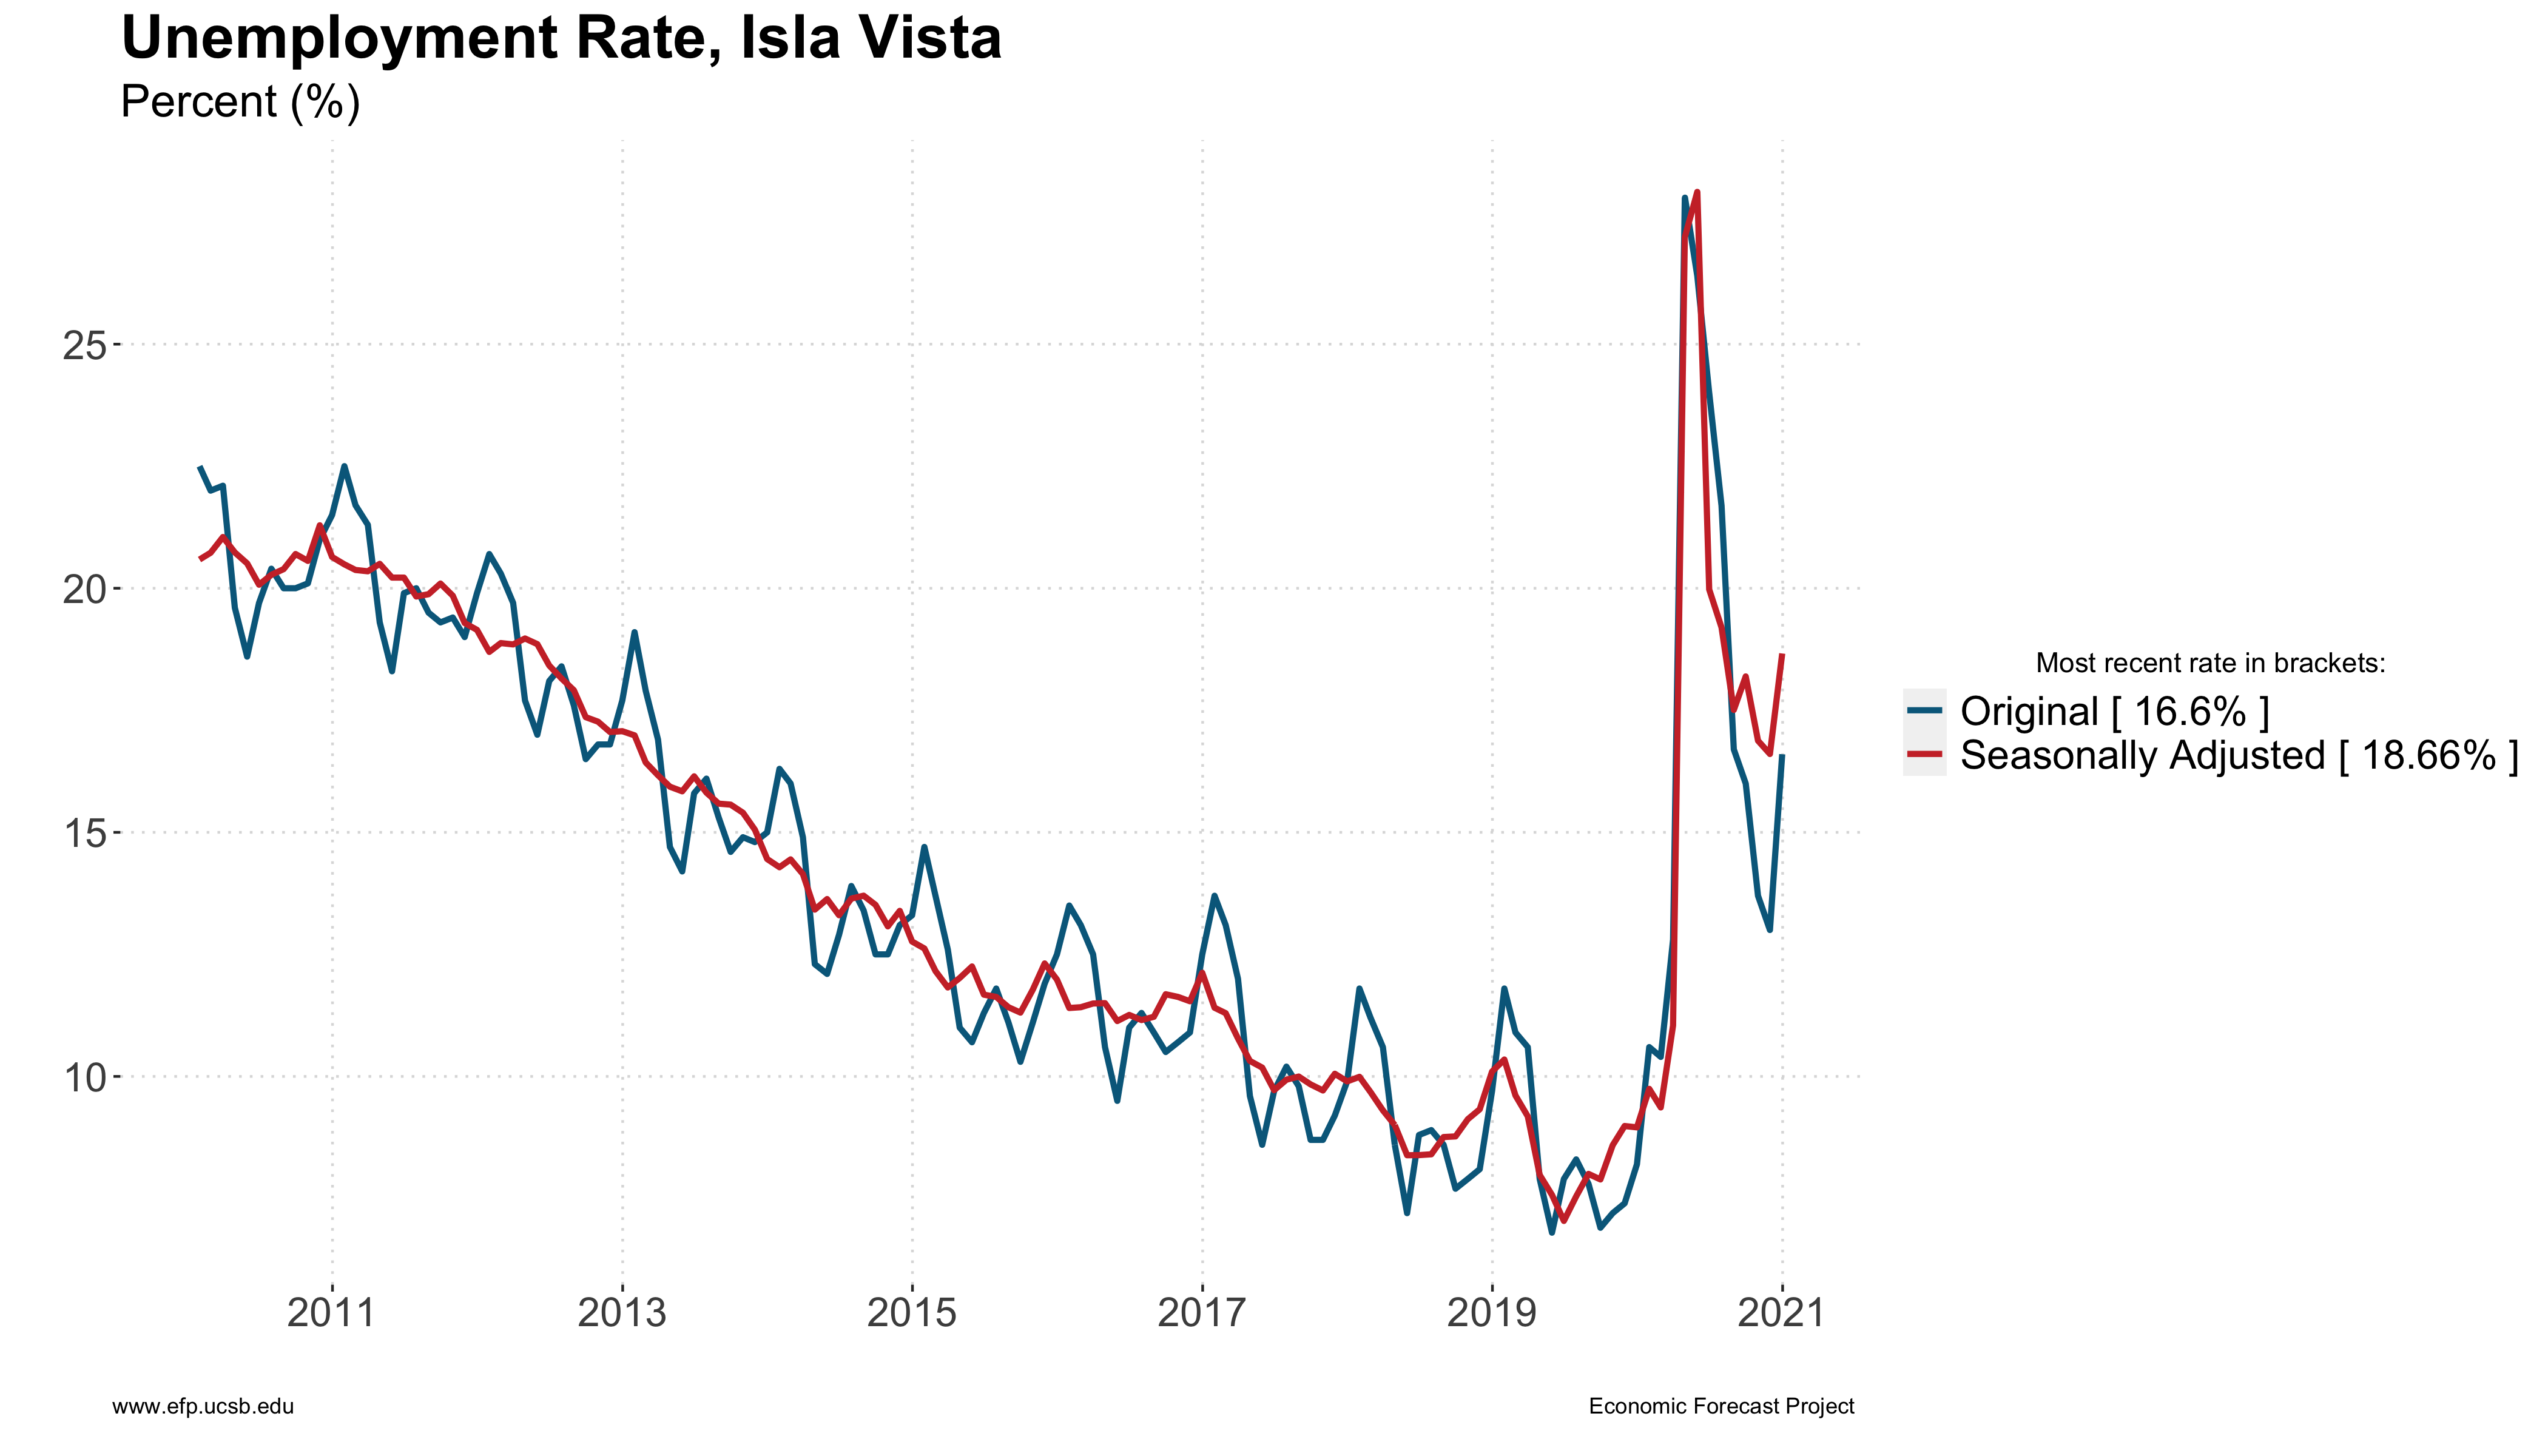 Unemployment Rate, Isla Vista
Percent (%)
25
20
15
10
2011 2013 2015 2017 2019 2021
Most recent rate in brackets:
Original [ 16.6% ]
Seasonally Adjusted [ 18.66% ]
www.efp.ucsb.edu
Economic Forecast Project